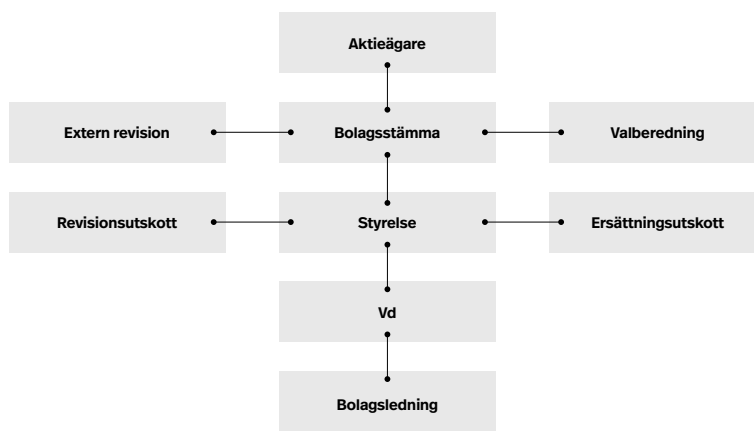 Aktieägare
Extern revision
Bolagsstämma
Valberedning
Revisionsutskott
Styrelse
Ersättningsutskott
Vd
Bolagsledning